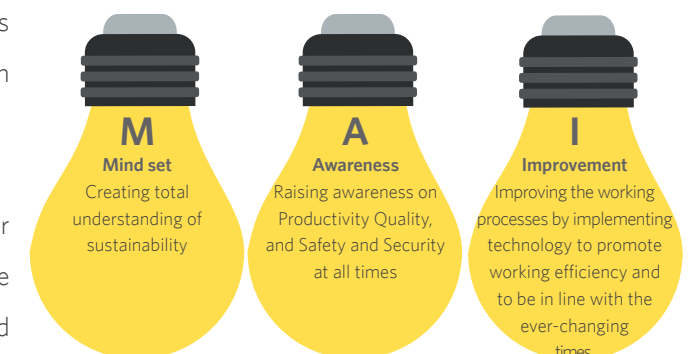 s
n
r
e
d
M
Mind set
Creating total
understanding of
sustainability
A
Awareness
Raising awareness on
Productivity Quality,
and Safety and Security
at all times
I
Improvement
Improving the working
processes by implementing
technology to promote
working efficiency and
to be in line with the
ever-changing
times